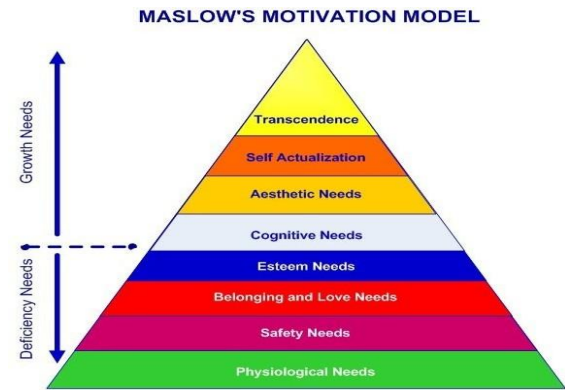 MASLOW'S MOTIVATION MODEL
Growth Needs
Deficiency Needs
Transcendence
Self Actualization
Aesthetic Needs
Cognitive Needs
Esteem Needs
Belonging and Love Needs
Safety Needs
Physiological Needs